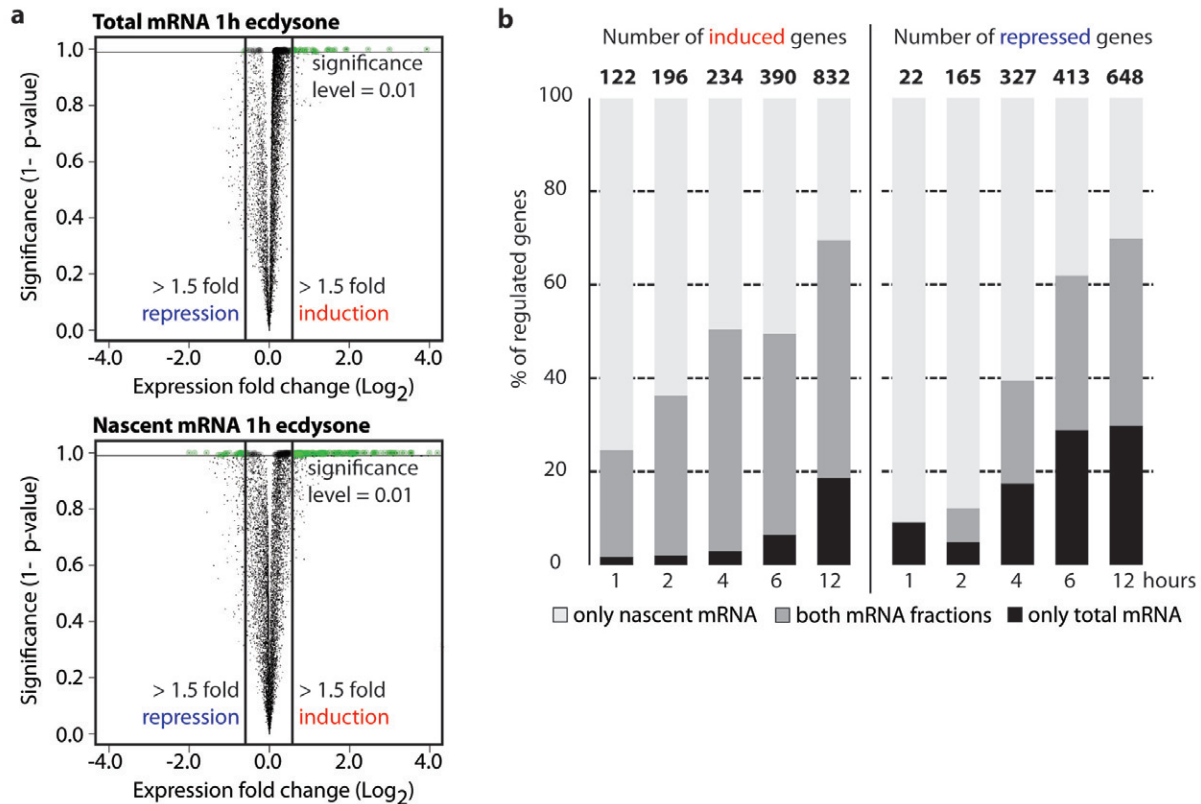 a
Total mRNA 1h ecdysone
Significance (1- p-value)
1.0
0.8
0.6
0.4
0.2
0.0
significance
level = 0.01
> 1.5 fold
repression
> 1.5 fold
induction
-4.0 -2.0 0.0 2.0 4.0
Expression fold change (Log2)
Nascent mRNA 1h ecdysone
Significance (1- p-value)
1.0
0.8
0.6
0.4
0.2
0.0
significance
level = 0.01
> 1.5 fold
repression
> 1.5 fold
induction
-4.0 -2.0 0.0 2.0 4.0
Expression fold change (Log2)
b
Number of induced genes
Number of repressed genes
122 196 234 390 832
22 165 327 413 648
% of regulated genes
100
80
60
40
20
0
1 2 4 6 12
1 2 4 6 12 hours
only nascent mRNA both mRNA fractions only total mRNA